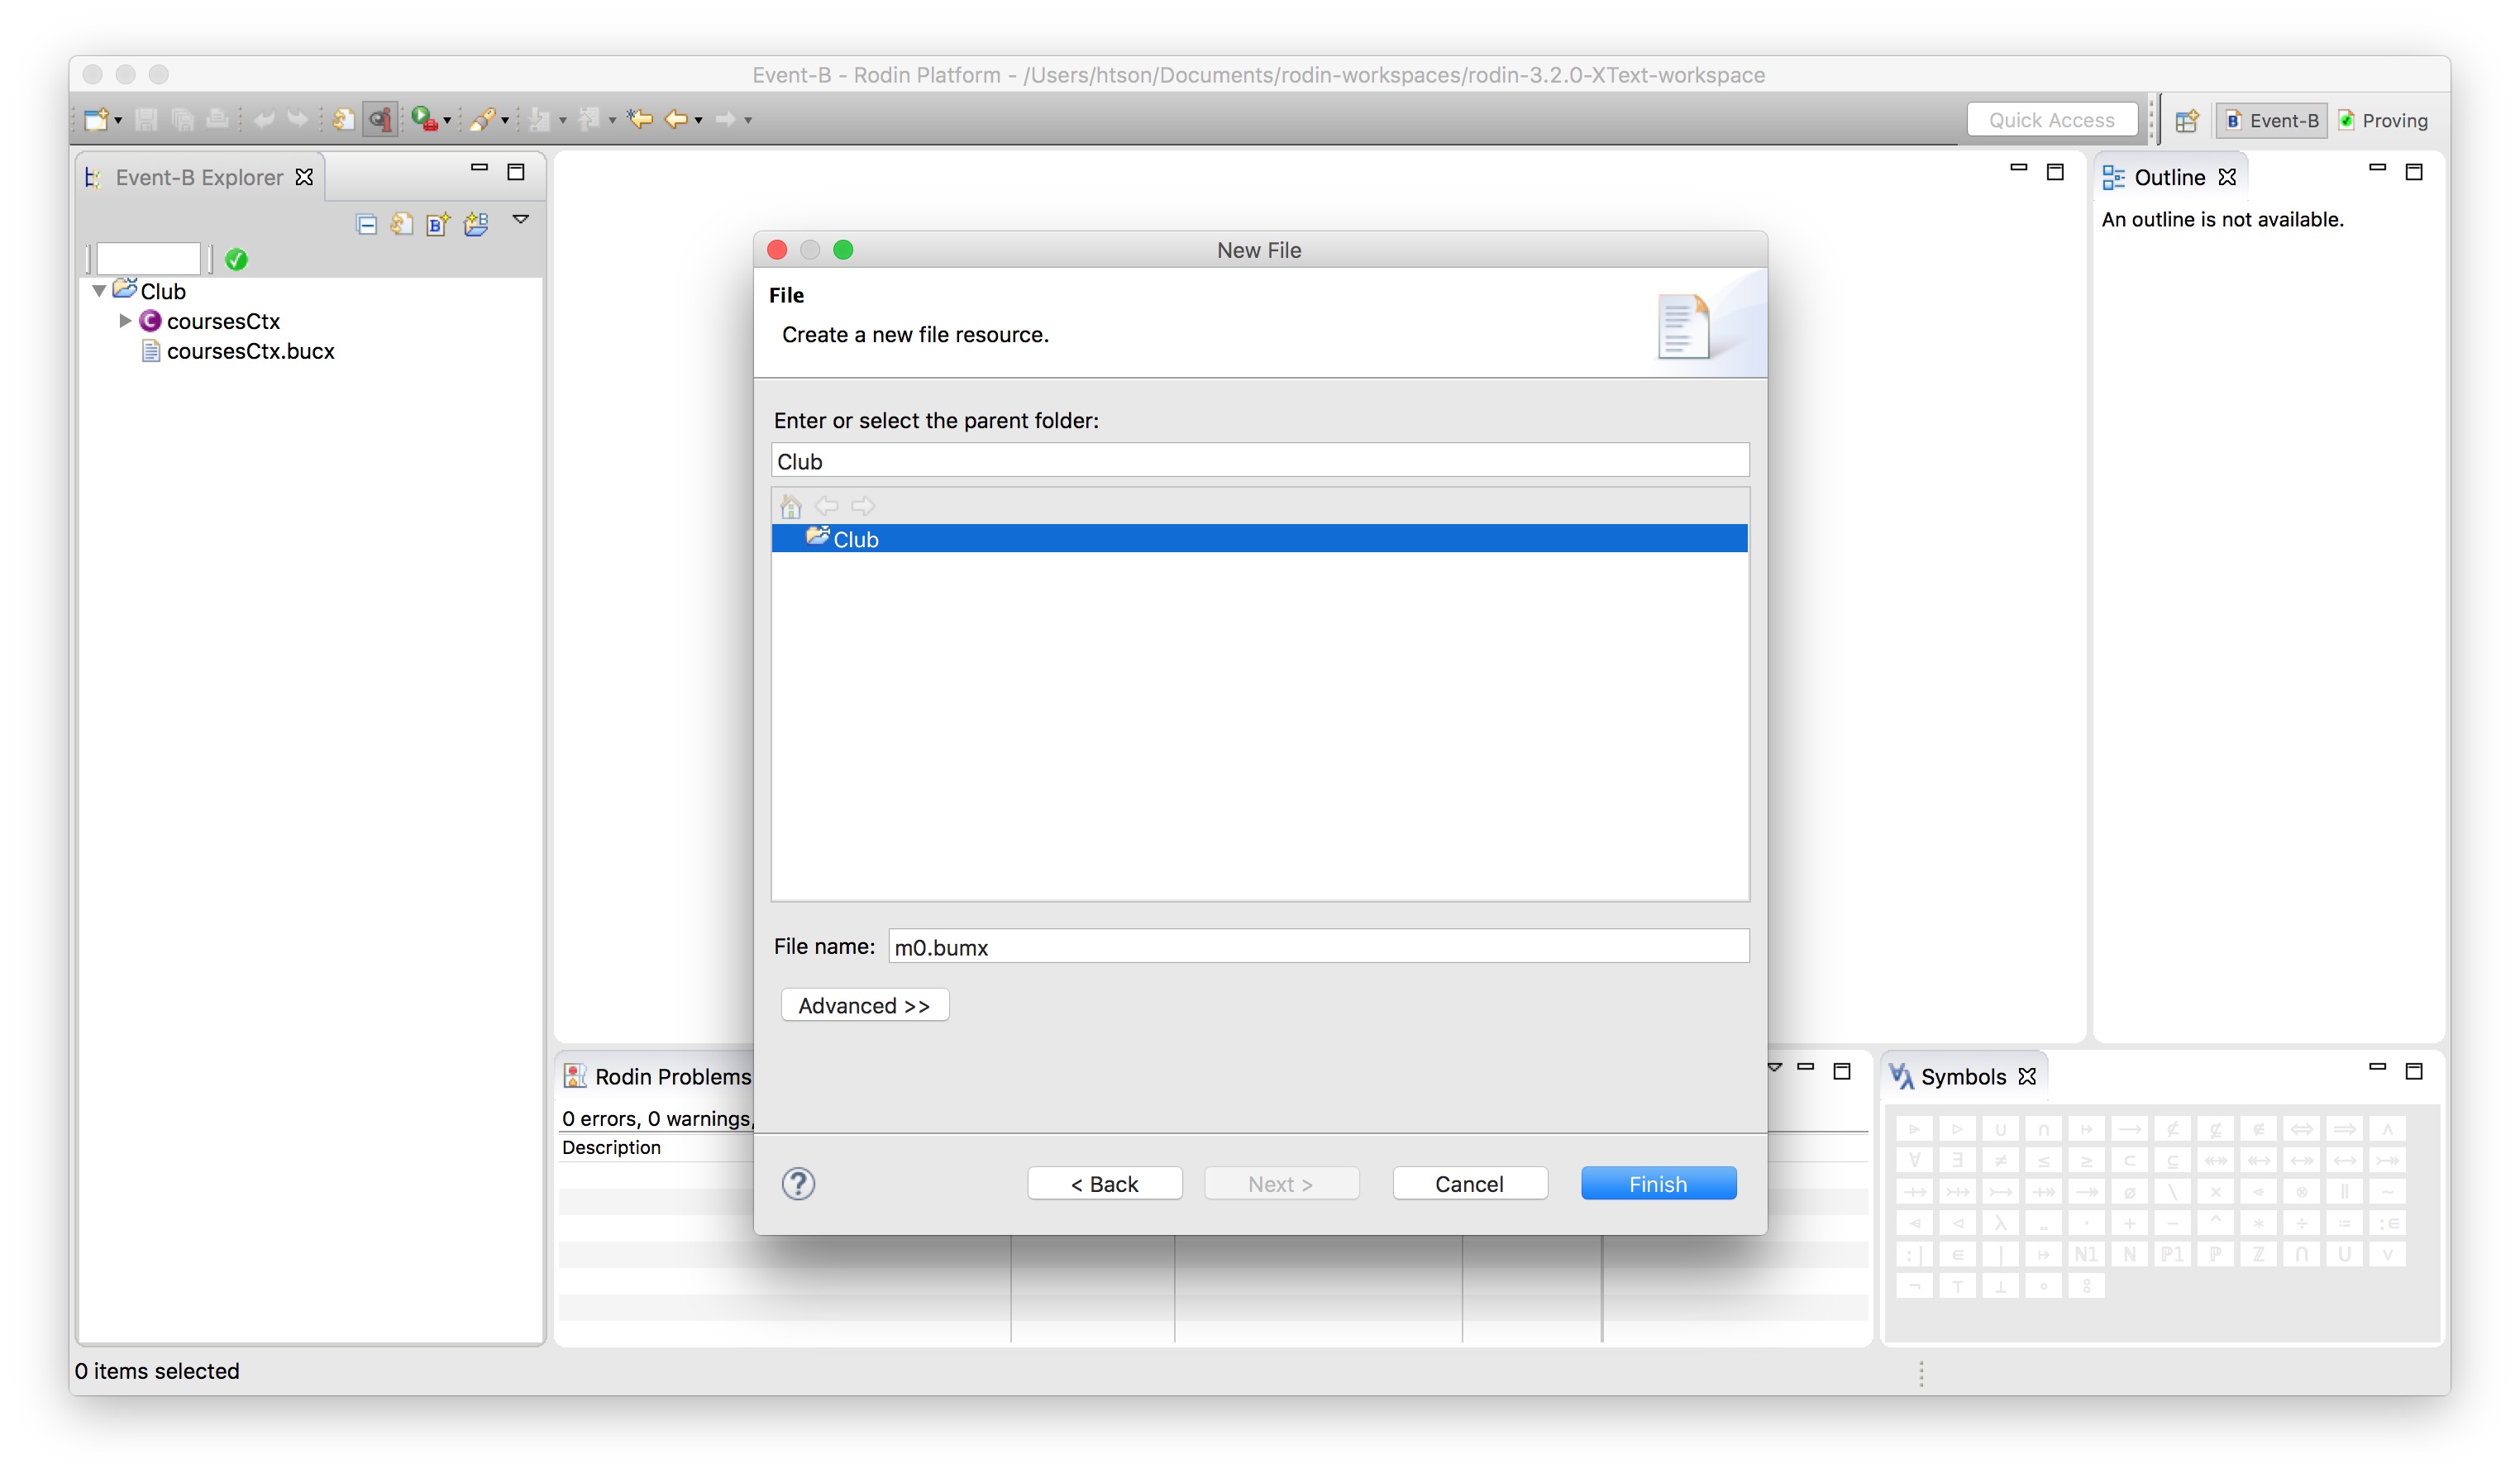 Event-B - Rodin Platform - /Users/htson/Documents/rodin-workspaces/rodin-3.2.0-XText-workspace
Quick Access
Event-B
Proving
Event-B Explorer
Club
coursesCtx
coursesCtx.bucx
Outline
An outline is not available.
New File
File
Create a new file resource.
Enter or select the parent folder:
Club
Club
File name: m0.bumx
Advanced >>
< Back Next > Cancel Finish
Rodin Problems
0 errors, 0 warnings,
Description
Symbols
∪ ∩ ↦ → ⊄ ⊈ ∉ ⇔ ⇒ ∧
∀ ∃ ≠ ≤ ≥ ⊂ ⊆
λ ‥ · + − ^ ∗ ÷ ≔ :∈
:∣ ∈ ∣ ↦ ℕ1 ℕ ℙ1 ℙ ℤ ⋂ ⋃ ∨
¬ ⊤ ⊥ ∘
0 items selected